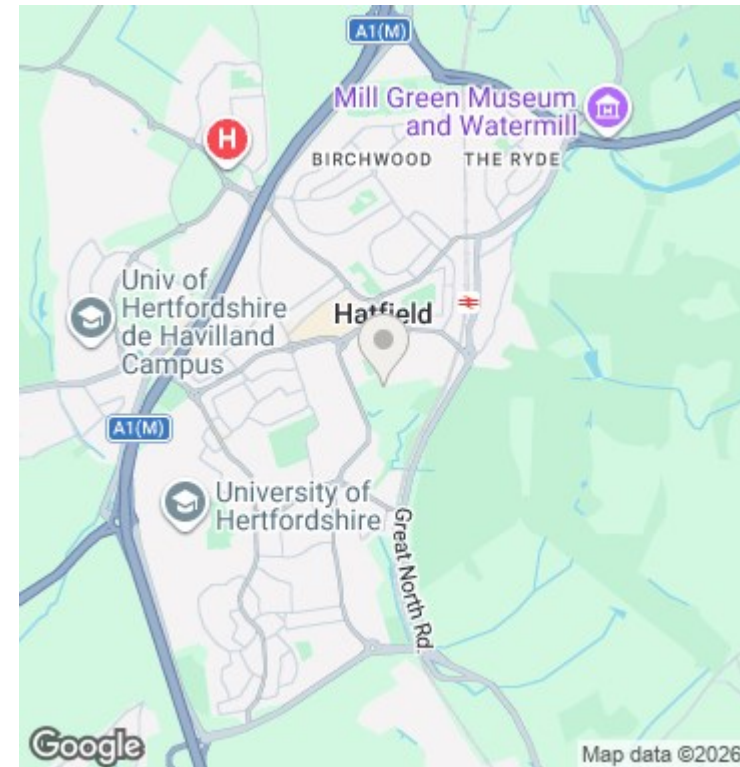 A1(M)
Mill Green Museum
and Watermill
H
BIRCHWOOD
THE RYDE
Univ of
Hertfordshire
de Havilland
Campus
Hatfield
A1(M)
University of
Hertfordshire
Great North Rd.
Google
Map data ©2026